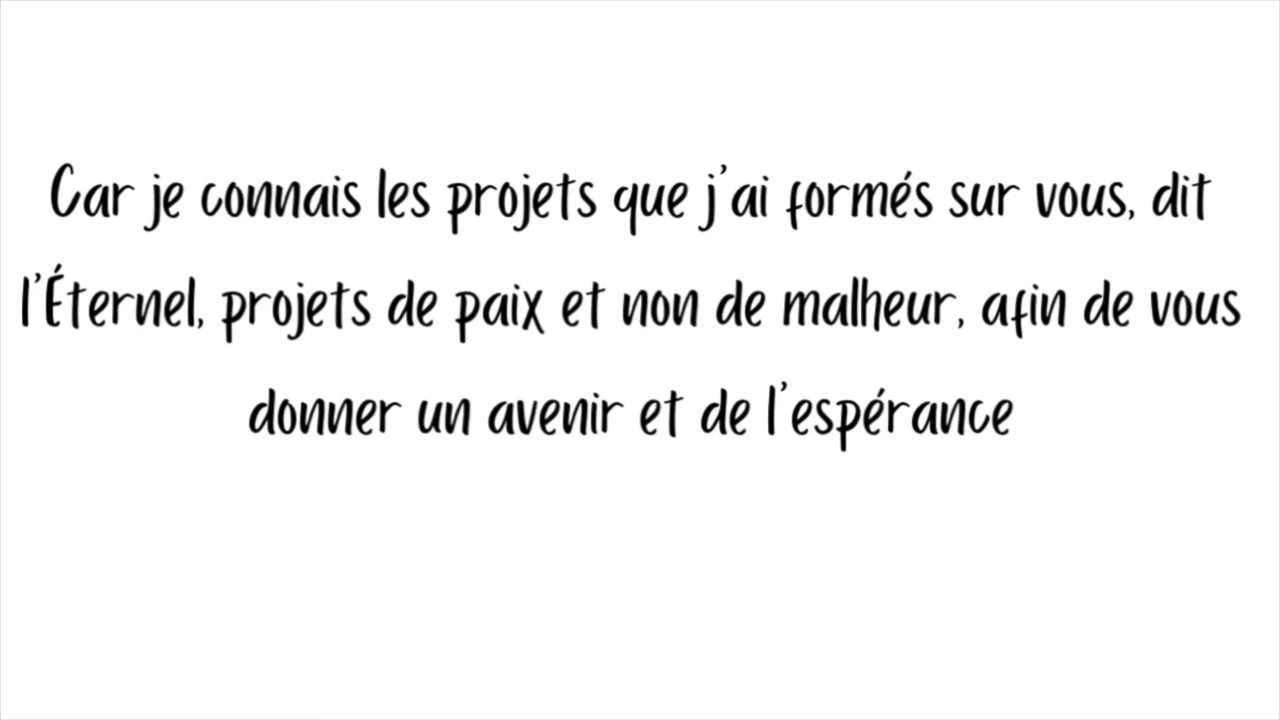 Car je connais les projets que j'ai formés sur vous, dit
l'Éternel, projets de paix et non de malheur, afin de vous
donner un avenir et de l'espérance